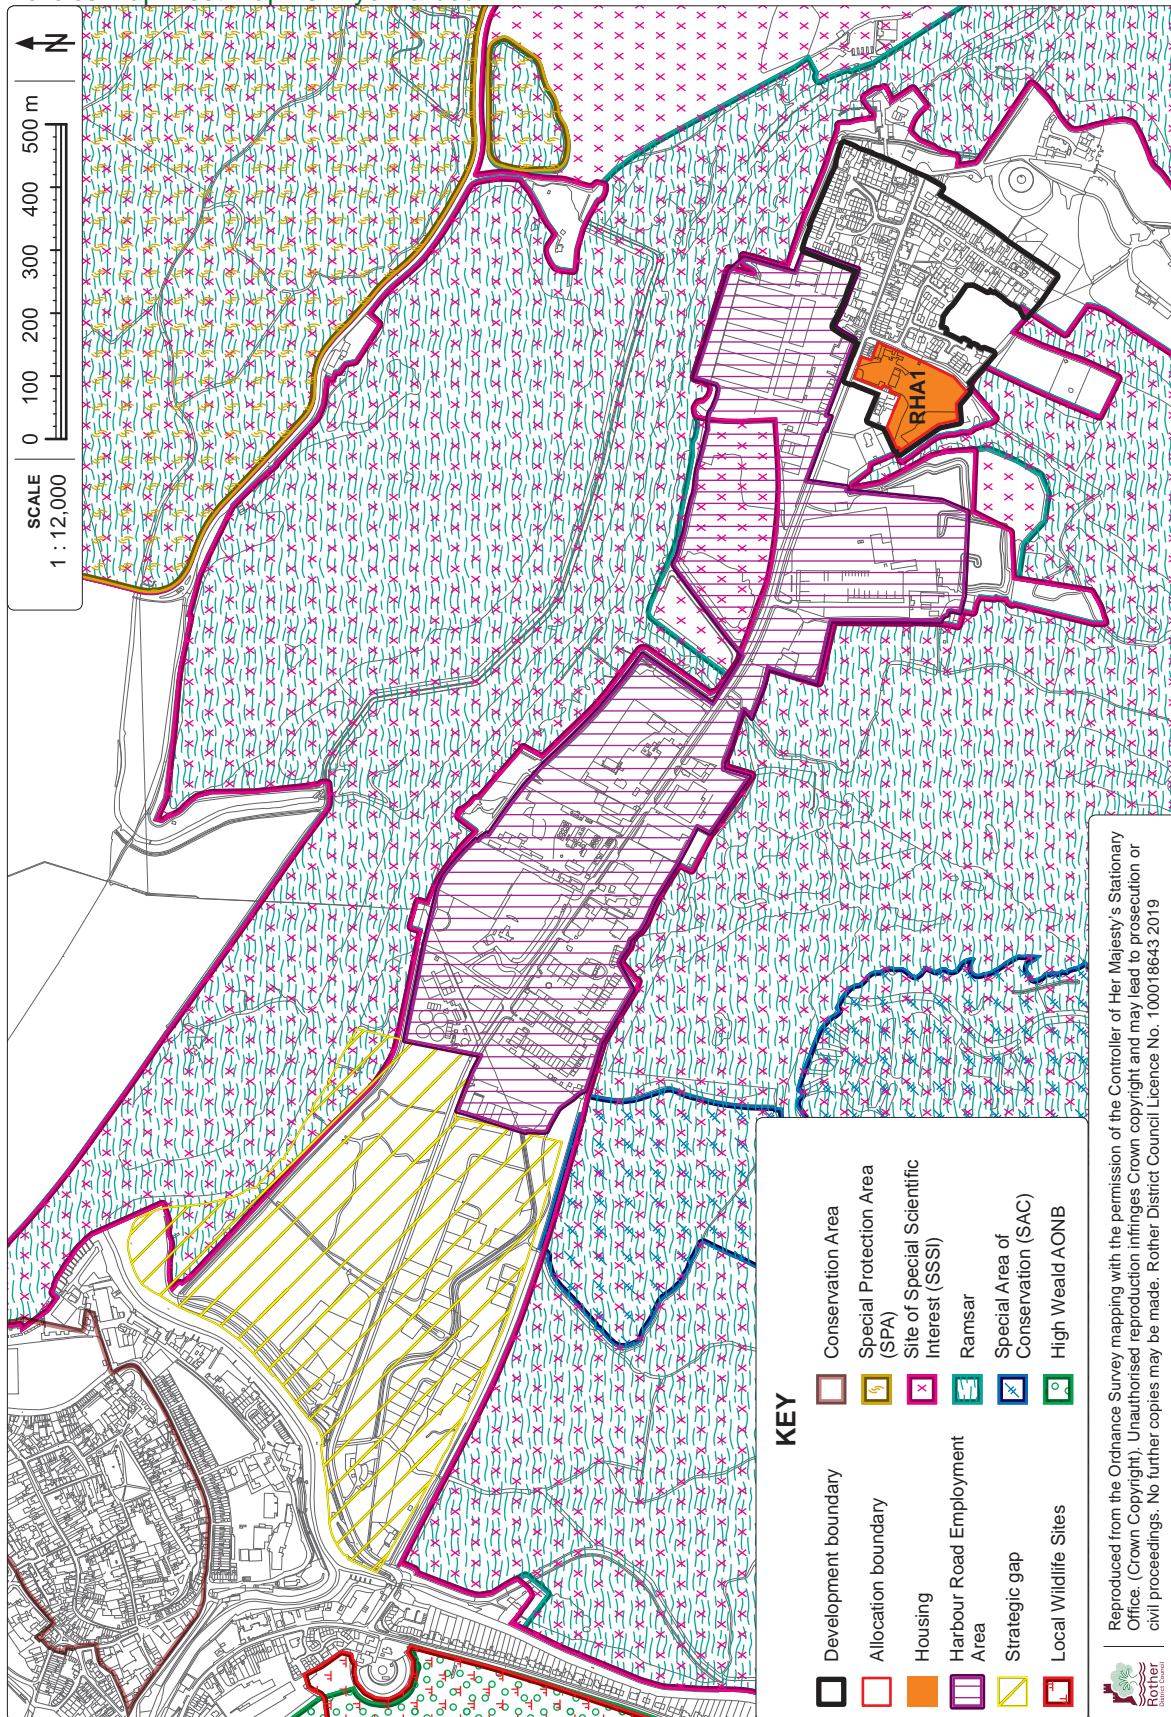 N
SCALE
1 : 12,000
0 100 200 300 400 500 m
RHA1
KEY
Development boundary
Allocation boundary
Housing
Harbour Road Employment
Area
Strategic gap
Local Wildlife Sites
Conservation Area
Special Protection Area
(SPA)
Site of Special Scientific
Interest (SSSI)
Ramsar
Special Area of
Conservation (SAC)
High Weald AONB
Rother
District Council
Reproduced from the Ordnance Survey mapping with the permission of the Controller of Her Majesty's Stationary
Office. (Crown Copyright). Unauthorised reproduction infringes Crown copyright and may lead to prosecution or
civil proceedings. No further copies may be made. Rother District Council Licence No. 100018643 2019